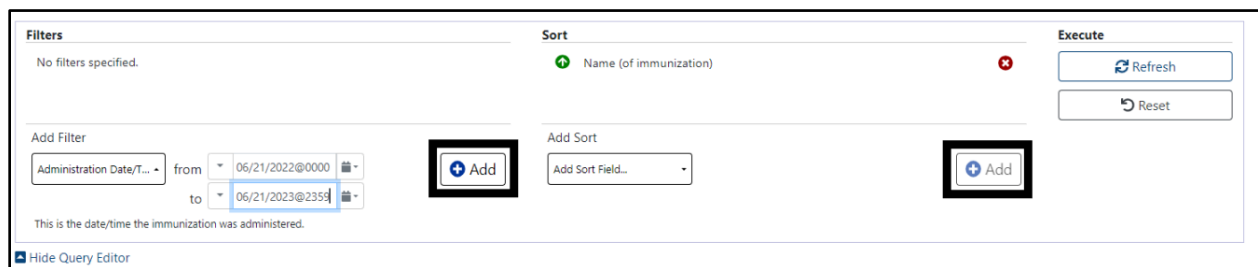 Filters
No filters specified.
Add Filter
Administration Date/T...
from
06/21/2022@0000
to
06/21/2023@2359
Add
This is the date/time the immunization was administered.
Sort
Name (of immunization)
Add Sort
Add Sort Field...
Add
Execute
Refresh
Reset
Hide Query Editor